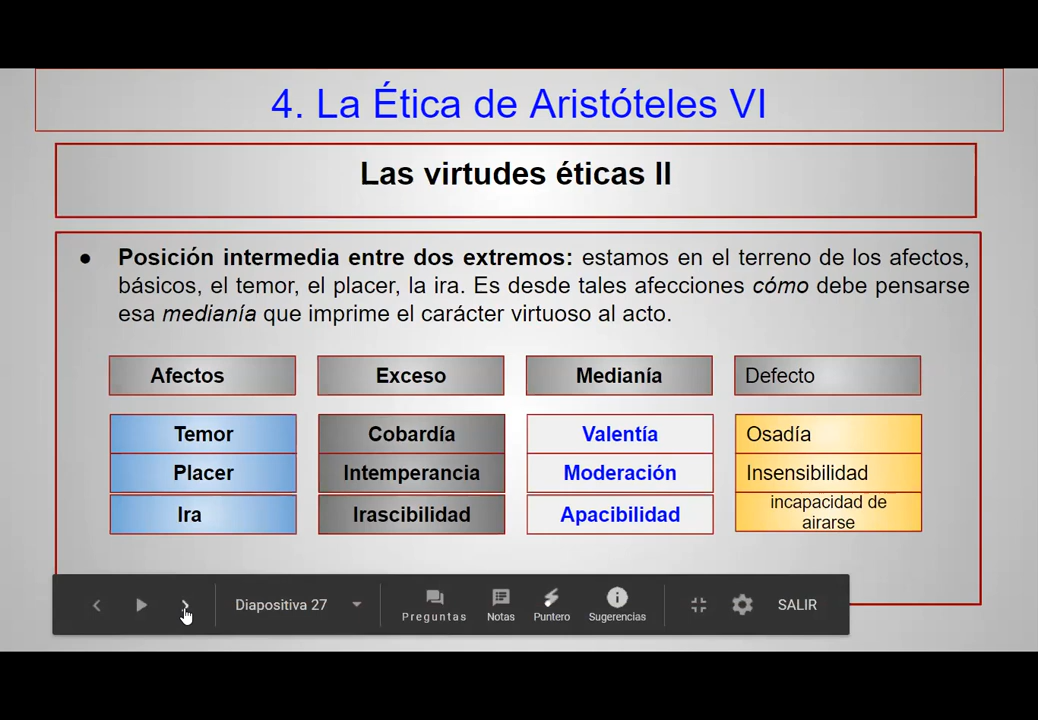 4. La Ética de Aristóteles VI
Las virtudes éticas II
● Posición intermedia entre dos extremos: estamos en el terreno de los afectos,
básicos, el temor, el placer, la ira. Es desde tales afecciones cómo debe pensarse
esa medianía que imprime el carácter virtuoso al acto.
Afectos Exceso Medianía Defecto
Temor Cobardía Valentía Osadía
Placer Intemperancia Moderación Insensibilidad
Ira Irascibilidad Apacibilidad incapacidad de
airarse
Diapositiva 27 Preguntas Notas Puntero Sugerencias SALIR